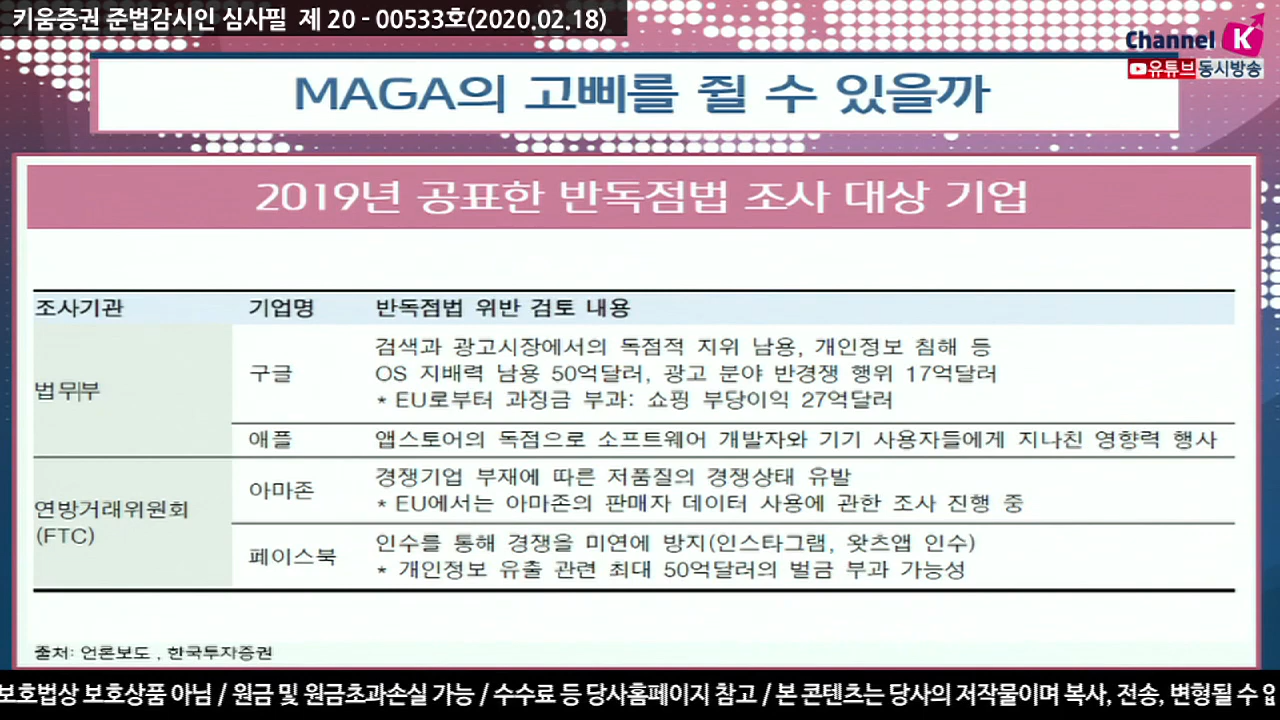 키움증권 준법감시인 심사필 제 20 - 00533호(2020.02.18)
Channel K
유튜브 동시방송
MAGA의 고삐를 쥘 수 있을까
2019년 공표한 반독점법 조사 대상 기업
조사기관 기업명 반독점법 위반 검토 내용
법무부
구글
검색과 광고시장에서의 독점적 지위 남용, 개인정보 침해 등
OS 지배력 남용 50억달러, 광고 분야 반경쟁 행위 17억달러
* EU로부터 과징금 부과: 쇼핑 부당이익 27억달러
애플 앱스토어의 독점으로 소프트웨어 개발자와 기기 사용자들에게 지나친 영향력 행사
연방거래위원회
(FTC)
아마존
경쟁기업 부재에 따른 저품질의 경쟁상태 유발
* EU에서는 아마존의 판매자 데이터 사용에 관한 조사 진행 중
페이스북
인수를 통해 경쟁을 미연에 방지(인스타그램, 왓츠앱 인수)
* 개인정보 유출 관련 최대 50억달러의 벌금 부과 가능성
출처: 언론보도 , 한국투자증권
보호법상 보호상품 아님 / 원금 및 원금초과손실 가능 / 수수료 등 당사홈페이지 참고 / 본 콘텐츠는 당사의 저작물이며 복사, 전송, 변형될 수